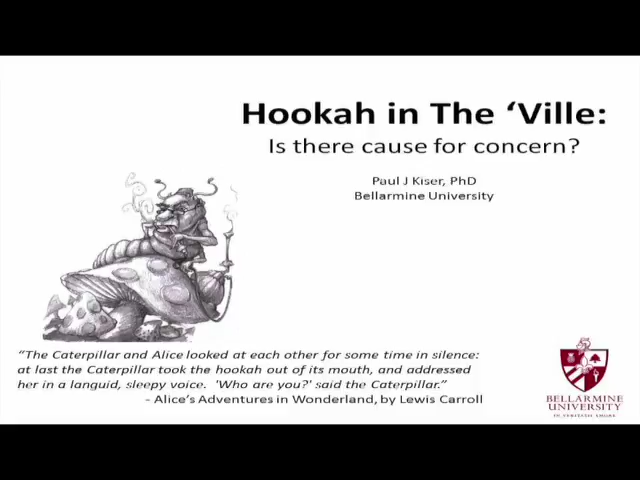 Hookah in The ‘Ville:
Is there cause for concern?
Paul J Kiser, PhD
Bellarmine University
“The Caterpillar and Alice looked at each other for some time in silence:
at last the Caterpillar took the hookah out of its mouth, and addressed
her in a languid, sleepy voice. 'Who are you?' said the Caterpillar.”
- Alice’s Adventures in Wonderland, by Lewis Carroll
BELLARMINE
UNIVERSITY
IN VERITATIS AMORE